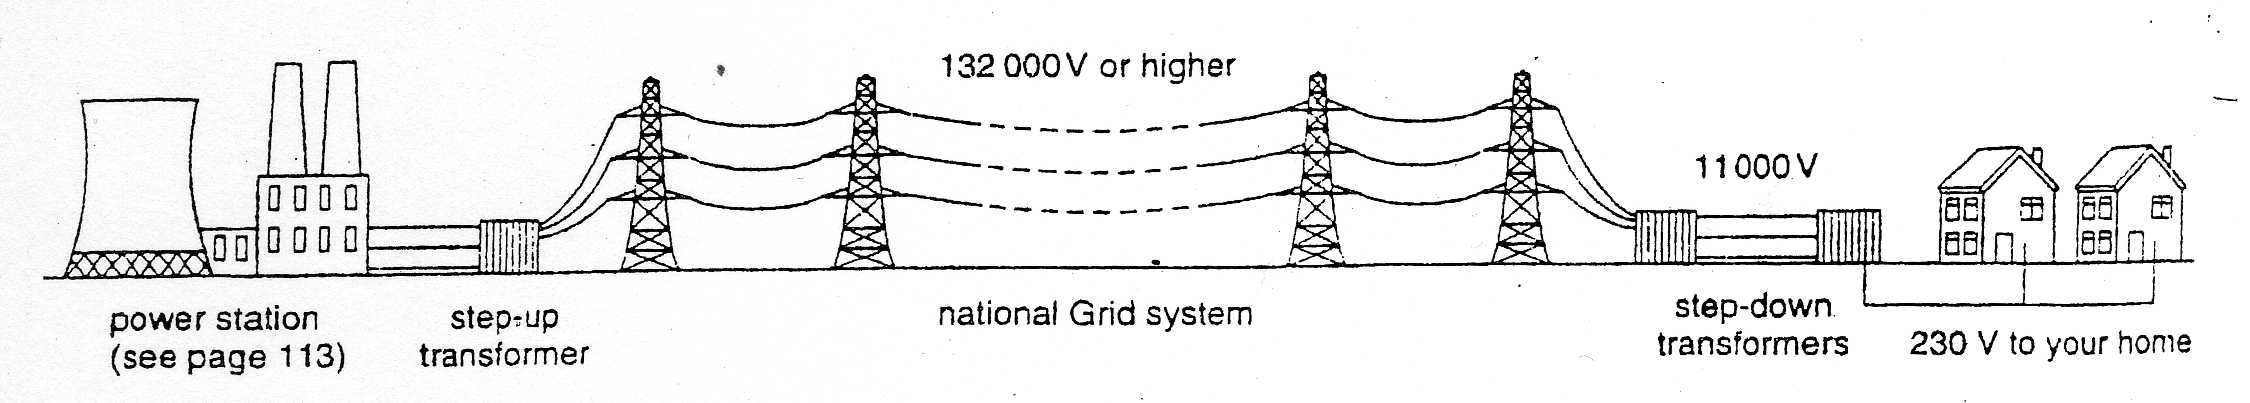 132 000 V or higher
11 000 V
power station
(see page 113)
step-up
transformer
national Grid system
step-down
transformers
230 V to your home